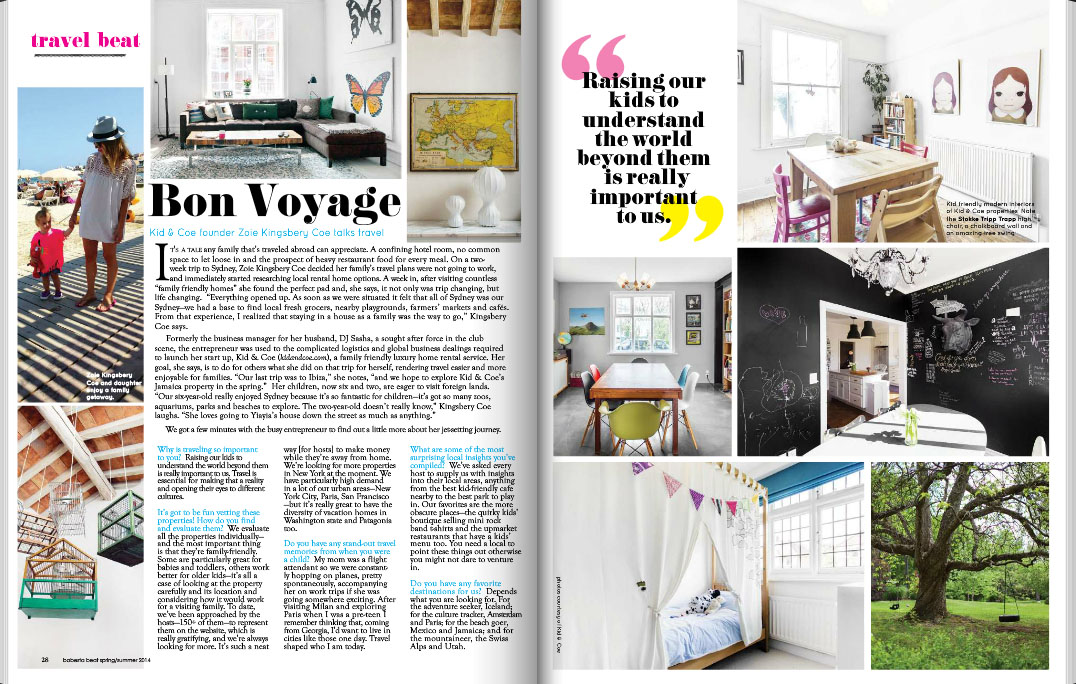 travel beat
Zoie Kingsbery
Coe and daughter
enjoy a family
getaway.
Bon Voyage
Kid & Coe founder Zoie Kingsbery Coe talks travel
IT'S A TALE any family that's traveled abroad can appreciate. A confining hotel room, no common
space to let loose in and the prospect of heavy restaurant food for every meal. On a two-
week trip to Sydney, Zoie Kingsbery Coe decided her family's travel plans were not going to work,
and immediately started researching local rental home options. A week in, after visiting countless
"family friendly homes" she found the perfect pad and, she says, it not only was trip changing, but
life changing. "Everything opened up. As soon as we were situated it felt that all of Sydney was our
Sydney—we had a base to find local fresh grocers, nearby playgrounds, farmers' markets and cafés.
From that experience, I realized that staying in a house as a family was the way to go," Kingsbery
Coe says.
Formerly the business manager for her husband, DJ Sasha, a sought after force in the club
scene, the entrepreneur was used to the complicated logistics and global business dealings required
to launch her start up, Kid & Coe (kidandcoe.com), a family friendly luxury home rental service. Her
goal, she says, is to do for others what she did on that trip for herself, rendering travel easier and more
enjoyable for families. "Our last trip was to Ibiza," she notes, "and we hope to explore Kid & Coe's
Jamaica property in the spring." Her children, now six and two, are eager to visit foreign lands.
"Our six-year-old really enjoyed Sydney because it's so fantastic for children—it's got so many zoos,
aquariums, parks and beaches to explore. The two-year-old doesn't really know," Kingsbery Coe
laughs. "She loves going to Yiayia's house down the street as much as anything."
We got a few minutes with the busy entrepreneur to find out a little more about her jetsetting journey.
Why is traveling so important
to you? Raising our kids to
understand the world beyond them
is really important to us. Travel is
essential for making that a reality
and opening their eyes to different
cultures.
It's got to be fun vetting these
properties! How do you find
and evaluate them? We evaluate
all the properties individually—
and the most important thing
is that they're family-friendly.
Some are particularly great for
babies and toddlers, others work
better for older kids—it's all a
case of looking at the property
carefully and its location and
considering how it would work
for a visiting family. To date,
we've been approached by the
hosts—150+ of them—to represent
them on the website, which is
really gratifying, and we're always
looking for more. It's such a neat
way [for hosts] to make money
while they're away from home.
We're looking for more properties
in New York at the moment. We
have particularly high demand
in a lot of our urban areas—New
York City, Paris, San Francisco
—but it's really great to have the
diversity of vacation homes in
Washington state and Patagonia
too.
Do you have any stand-out travel
memories from when you were
a child? My mom was a flight
attendant so we were constant-
ly hopping on planes, pretty
spontaneously, accompanying
her on work trips if she was
going somewhere exciting. After
visiting Milan and exploring
Paris when I was a pre-teen I
remember thinking that, coming
from Georgia, I'd want to live in
cities like those one day. Travel
shaped who I am today.
What are some of the most
surprising local insights you've
compiled? We've asked every
host to supply us with insights
into their local areas, anything
from the best kid-friendly cafe
nearby to the best park to play
in. Our favorites are the more
obscure places—the quirky kids'
boutique selling mini rock
band tshirts and the upmarket
restaurants that have a kids'
menu too. You need a local to
point these things out otherwise
you might not dare to venture
in.
Do you have any favorite
destinations for us? Depends
what you are looking for. For
the adventure seeker, Iceland;
for the culture tracker, Amsterdam
and Paris; for the beach goer,
Mexico and Jamaica; and for
the mountaineer, the Swiss
Alps and Utah.
28 babesta beat spring/summer 2014
“Raising our
kids to
understand
the world
beyond them
is really
important
to us.”
Kid friendly modern interiors
of Kid & Coe properties. Note
the Stokke Tripp Trapp high
chair, a chalkboard wall and
an amazing tree swing.
photos courtesy of Kid & Coe